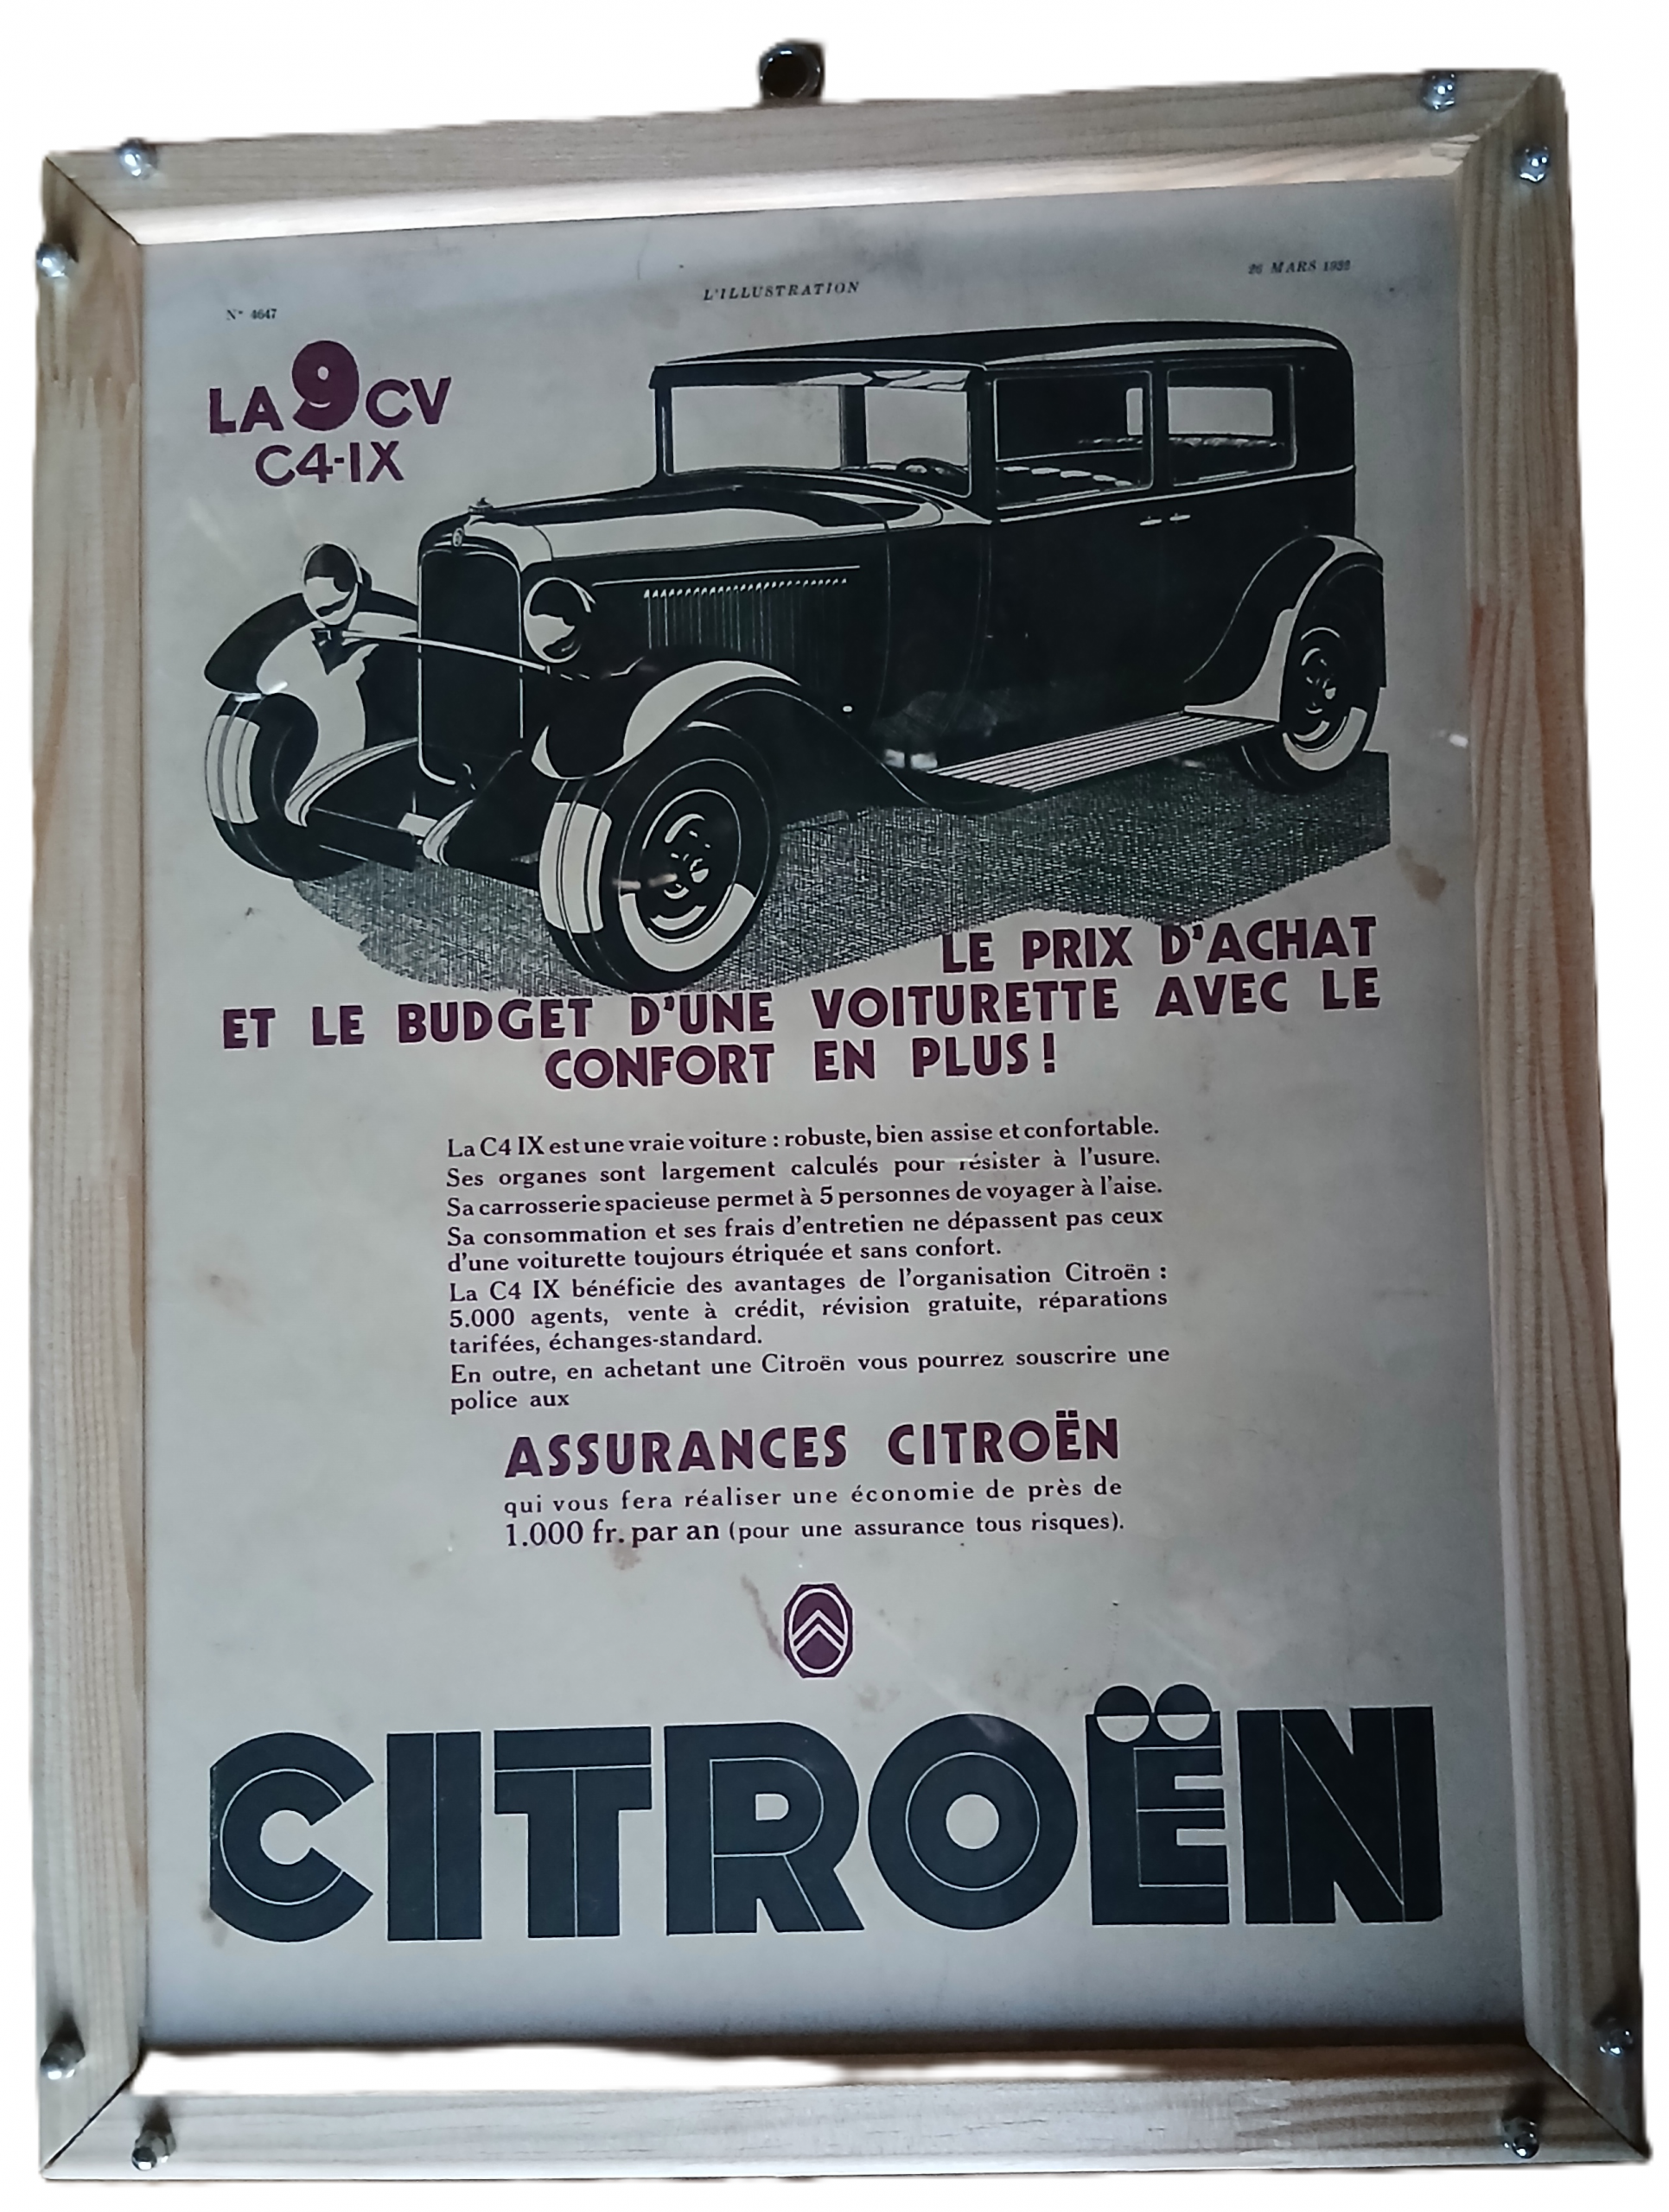 N° 4647
L'ILLUSTRATION
26 MARS 1932
LA 9 CV
C4-IX
LE PRIX D'ACHAT
ET LE BUDGET D'UNE VOITURETTE AVEC LE
CONFORT EN PLUS !
La C4 IX est une vraie voiture : robuste, bien assise et confortable.
Ses organes sont largement calculés pour résister à l'usure.
Sa carrosserie spacieuse permet à 5 personnes de voyager à l'aise.
Sa consommation et ses frais d'entretien ne dépassent pas ceux
d'une voiturette toujours étriquée et sans confort.
La C4 IX bénéficie des avantages de l'organisation Citroën :
5.000 agents, vente à crédit, révision gratuite, réparations
tarifées, échanges-standard.
En outre, en achetant une Citroën vous pourrez souscrire une
police aux
ASSURANCES CITROËN
qui vous fera réaliser une économie de près de
1.000 fr. par an (pour une assurance tous risques).
CITROËN